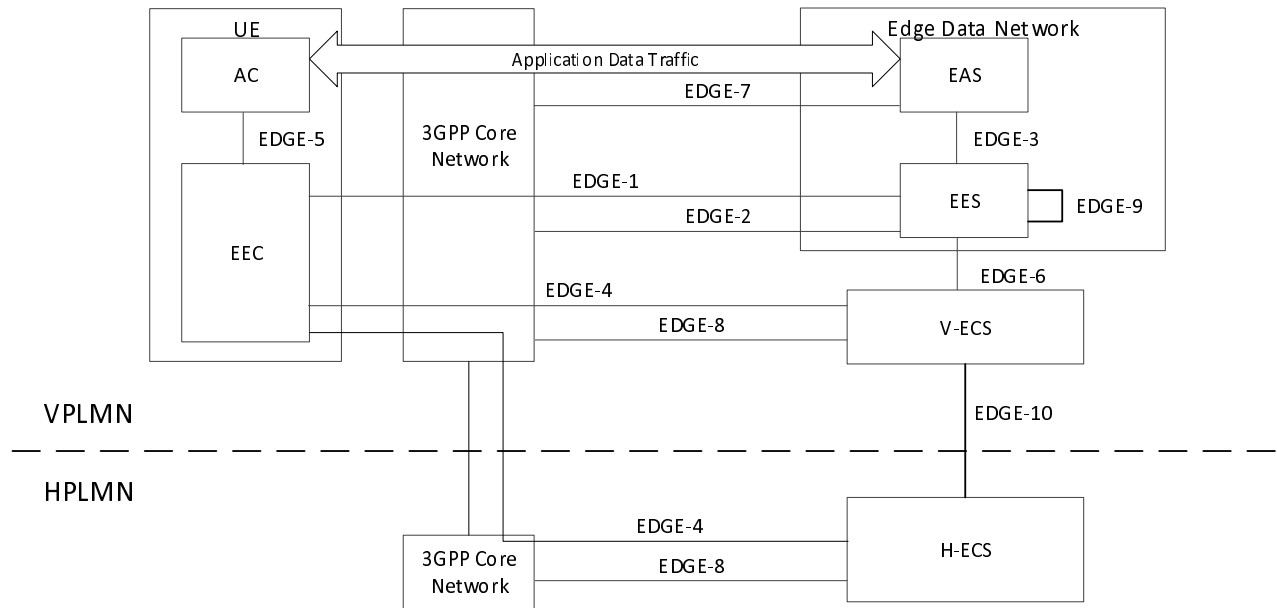 UE
Edge Data Network
Application Data Traffic
AC
EAS
EDGE-7
3GPP Core
Network
EDGE-5
EDGE-3
EDGE-1
EES
EDGE-9
EDGE-2
EEC
EDGE-6
EDGE-4
EDGE-8
V-ECS
VPLMN
EDGE-10
HPLMN
EDGE-4
H-ECS
3GPP Core
Network
EDGE-8